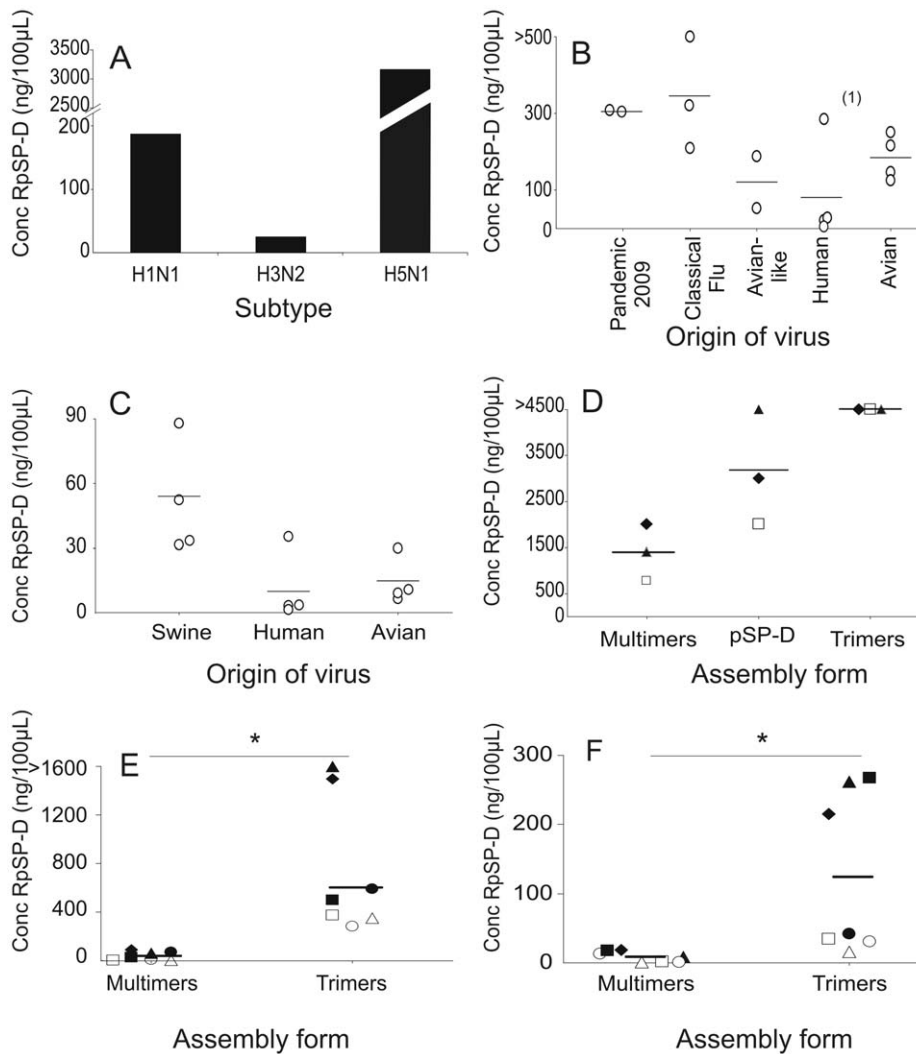 A
Conc RpSP-D (ng/100µL)
3500
3000
2500
200
100
0
H1N1 H3N2 H5N1
Subtype
B
Conc RpSP-D (ng/100µL)
>500
300
100
0
(1)
Pandemic
2009
Classical
Flu
Avian-
like
Human
Avian
Origin of virus
C
Conc RpSP-D (ng/100µL)
90
60
30
0
Swine Human Avian
Origin of virus
D
Conc RpSP-D (ng/100µL)
>4500
3500
2500
1500
500
0
Multimers pSP-D Trimers
Assembly form
E
Conc RpSP-D (ng/100µL)
>1600
1200
800
400
0
*
Multimers Trimers
Assembly form
F
Conc RpSP-D (ng/100µL)
300
200
100
0
*
Multimers Trimers
Assembly form